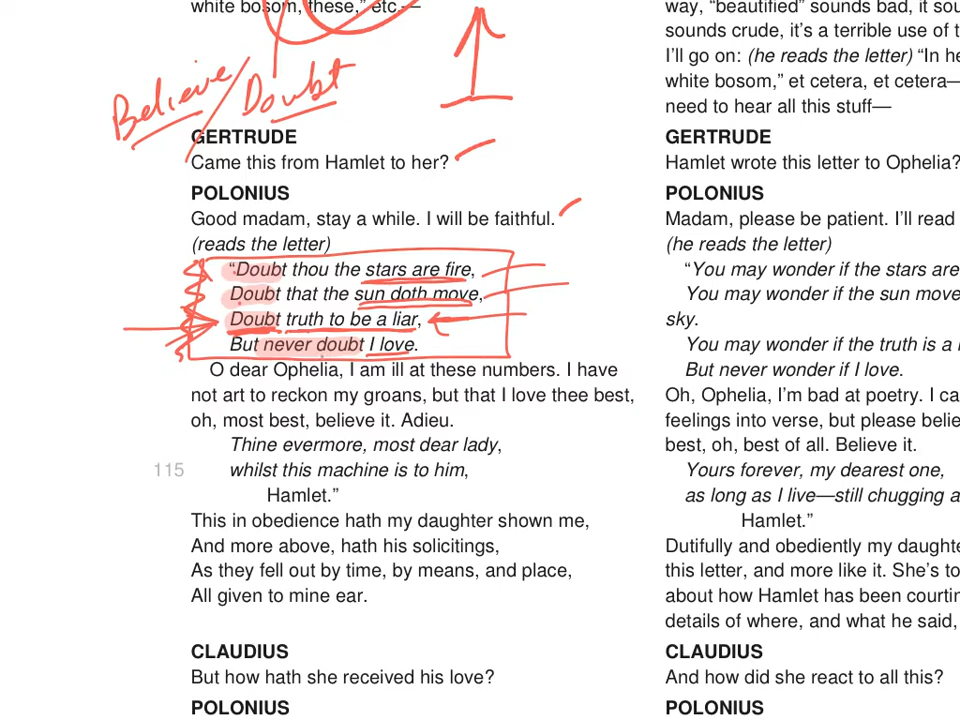 white bosom, these,” etc.—
Believe/Doubt
GERTRUDE
Came this from Hamlet to her?
POLONIUS
Good madam, stay a while. I will be faithful.
(reads the letter)
“Doubt thou the stars are fire,
Doubt that the sun doth move,
Doubt truth to be a liar,
But never doubt I love.
O dear Ophelia, I am ill at these numbers. I have
not art to reckon my groans, but that I love thee best,
oh, most best, believe it. Adieu.
Thine evermore, most dear lady,
115 whilst this machine is to him,
Hamlet.”
This in obedience hath my daughter shown me,
And more above, hath his solicitings,
As they fell out by time, by means, and place,
All given to mine ear.
CLAUDIUS
But how hath she received his love?
POLONIUS
way, “beautified” sounds bad, it sou
sounds crude, it’s a terrible use of t
I’ll go on: (he reads the letter) “In he
white bosom,” et cetera, et cetera—
need to hear all this stuff—
GERTRUDE
Hamlet wrote this letter to Ophelia?
POLONIUS
Madam, please be patient. I’ll read
(he reads the letter)
“You may wonder if the stars are
You may wonder if the sun move
sky.
You may wonder if the truth is a l
But never wonder if I love.
Oh, Ophelia, I’m bad at poetry. I ca
feelings into verse, but please belie
best, oh, best of all. Believe it.
Yours forever, my dearest one,
as long as I live—still chugging a
Hamlet.”
Dutifully and obediently my daughte
this letter, and more like it. She’s to
about how Hamlet has been courtin
details of where, and what he said,
CLAUDIUS
And how did she react to all this?
POLONIUS